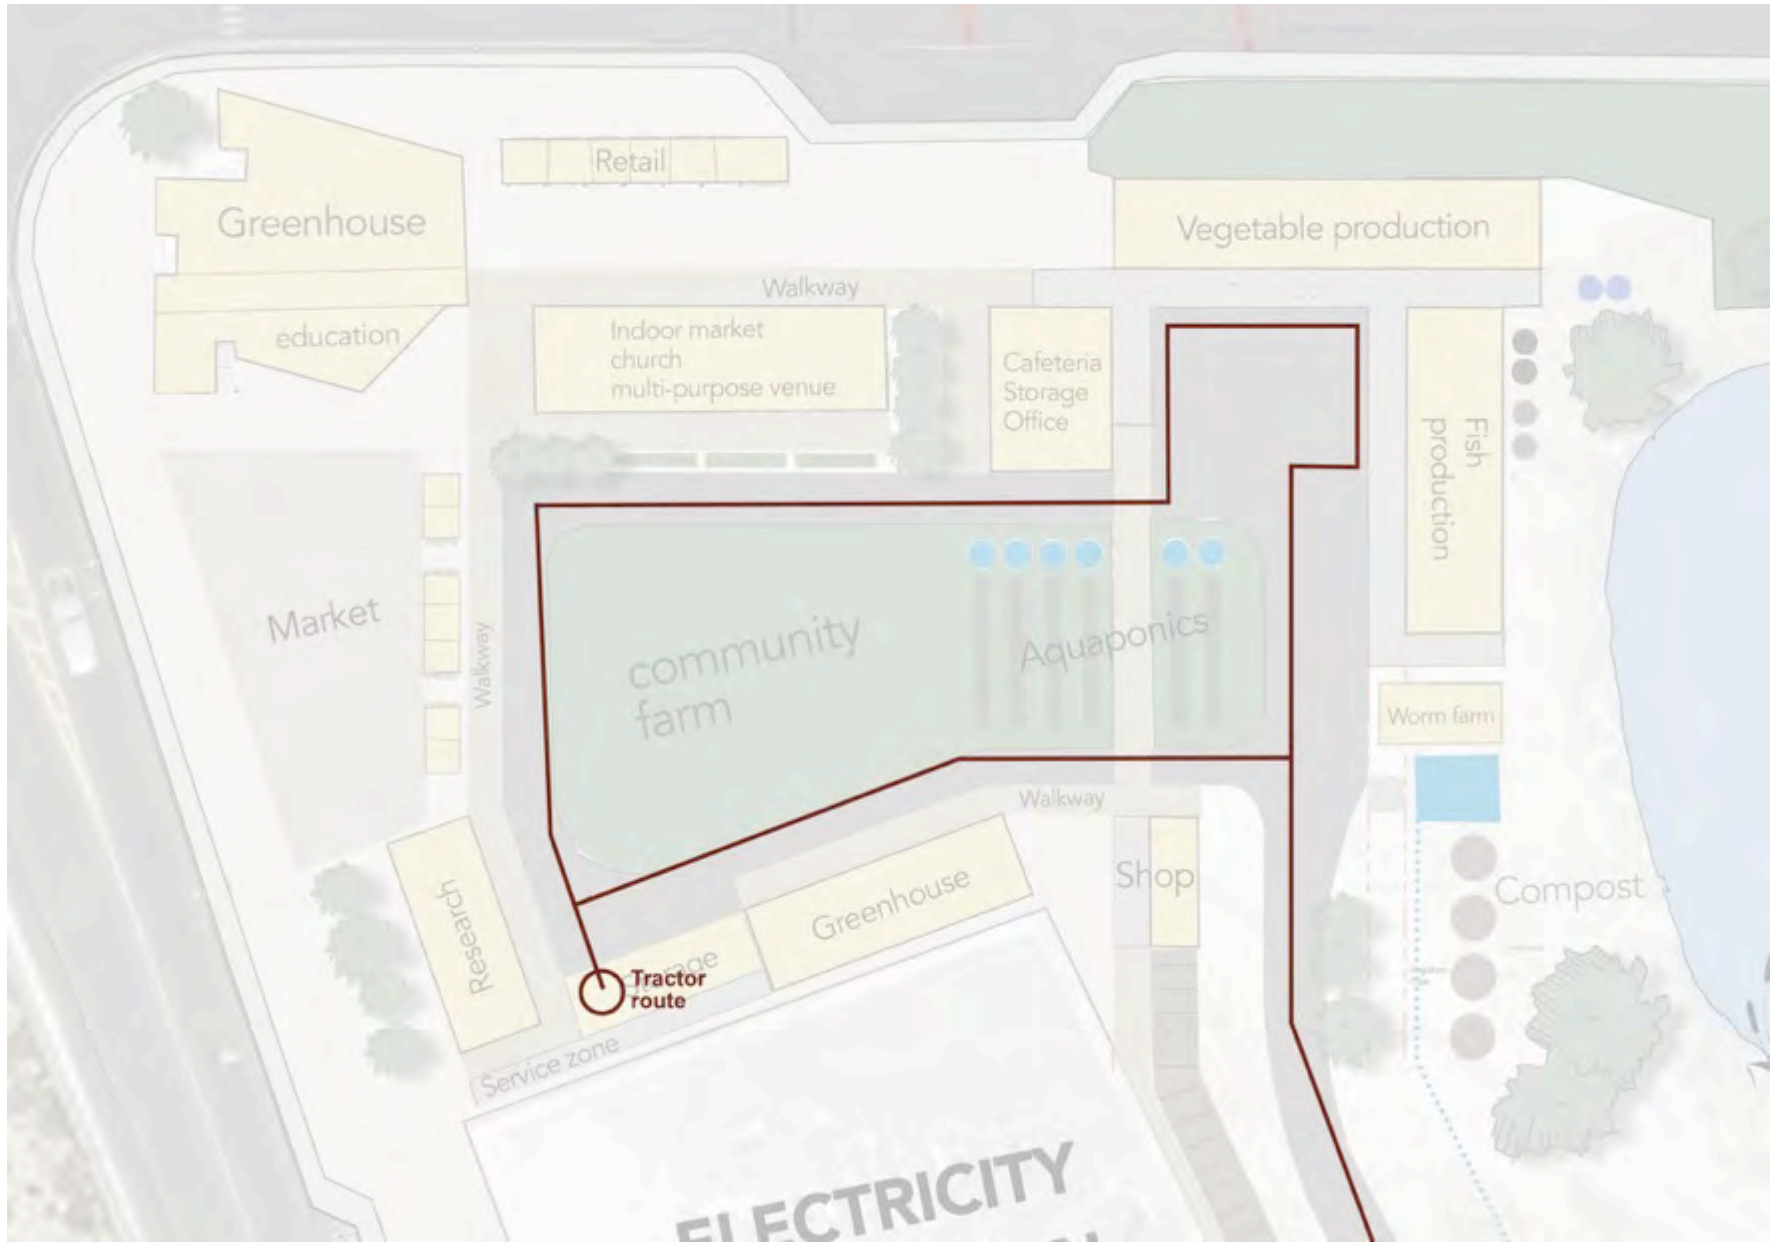 Retail
Greenhouse
Vegetable production
Walkway
education
Indoor market
church
multi-purpose venue
Cafeteria
Storage
Office
Fish
production
Market
Walkway
community
farm
Aquaponics
Worm farm
Walkway
Shop
Compost
Research
Greenhouse
Storage
Tractor
route
Service zone
ELECTRICITY